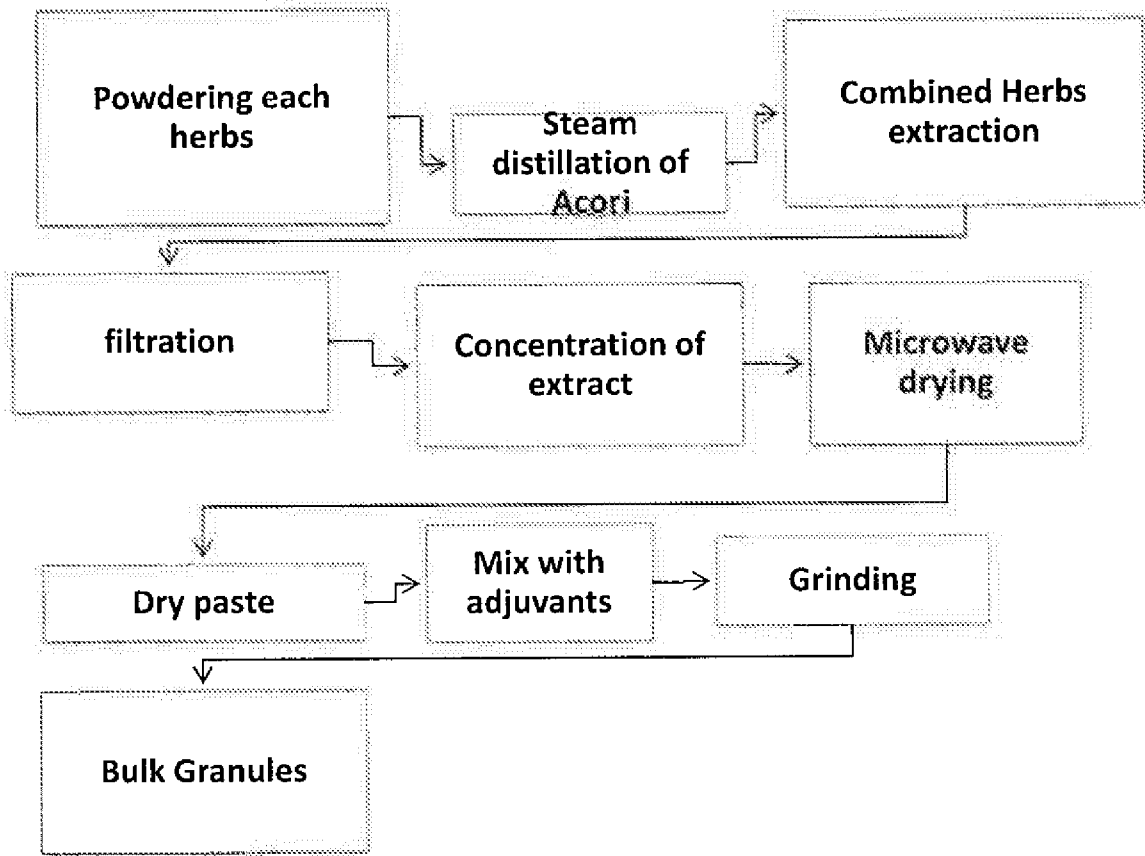 Powdering each
herbs
Steam
distillation of
Acori
Combined Herbs
extraction
filtration
Concentration of
extract
Microwave
drying
Dry paste
Mix with
adjuvants
Grinding
Bulk Granules